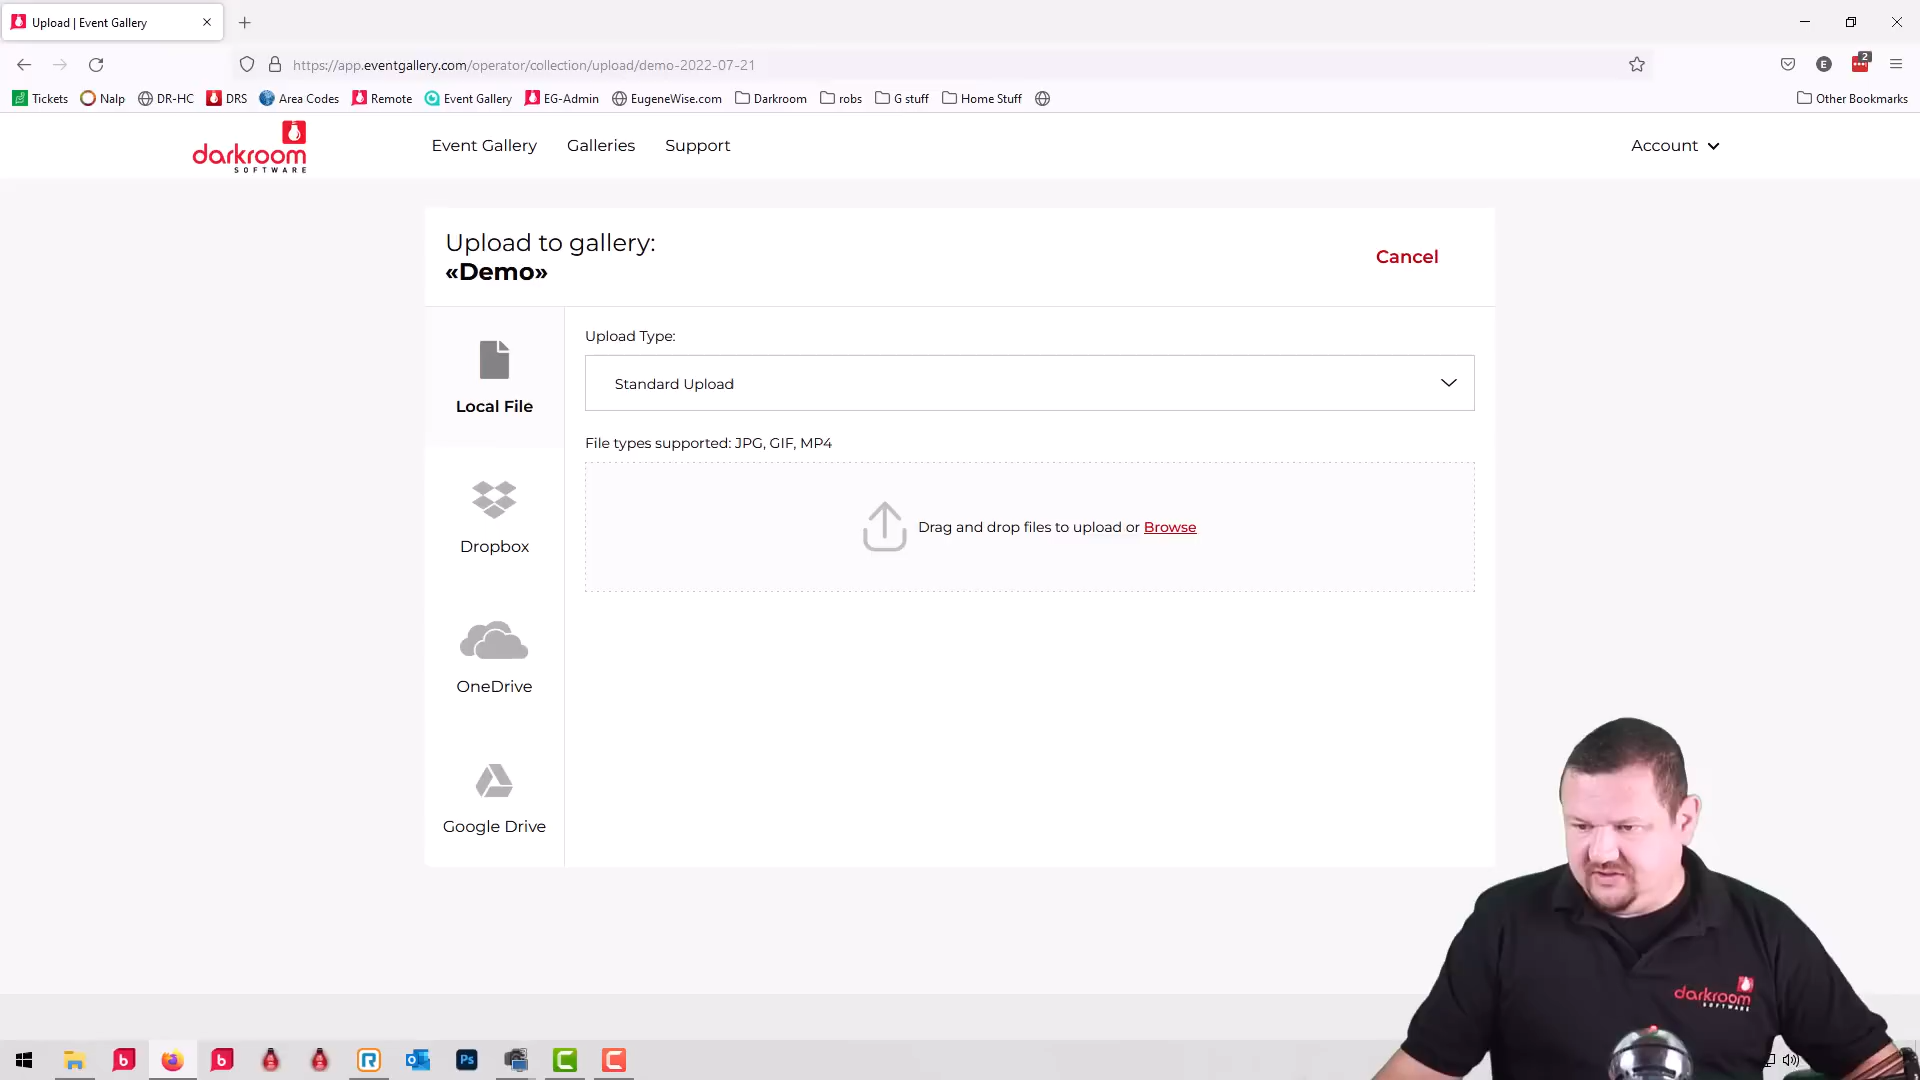 Upload | Event Gallery
https://app.eventgallery.com/operator/collection/upload/demo-2022-07-21
E
2
Tickets
Nalp
DR-HC
DRS
Area Codes
Remote
Event Gallery
EG-Admin
EugeneWise.com
Darkroom
robs
G stuff
Home Stuff
Other Bookmarks
darkroom
SOFTWARE
Event Gallery
Galleries
Support
Account
Upload to gallery:
«Demo»
Cancel
Local File
Dropbox
OneDrive
Google Drive
Upload Type:
Standard Upload
File types supported: JPG, GIF, MP4
Drag and drop files to upload or Browse
darkroom
SOFTWARE
b
b
R
o
Ps
C
C